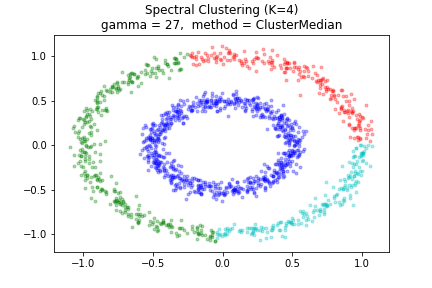 Spectral Clustering (K=4)
gamma = 27,  method = ClusterMedian
1.0
0.5
0.0
−0.5
−1.0
−1.0 −0.5 0.0 0.5 1.0